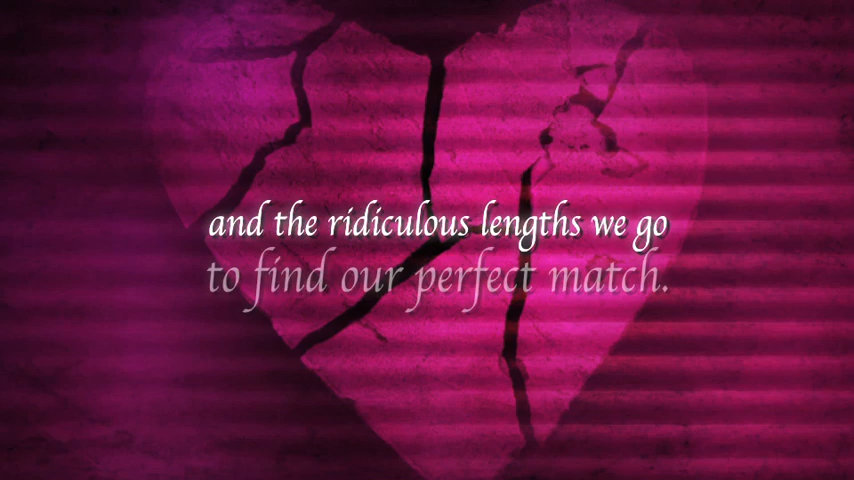 and the ridiculous lengths we go
to find our perfect match.